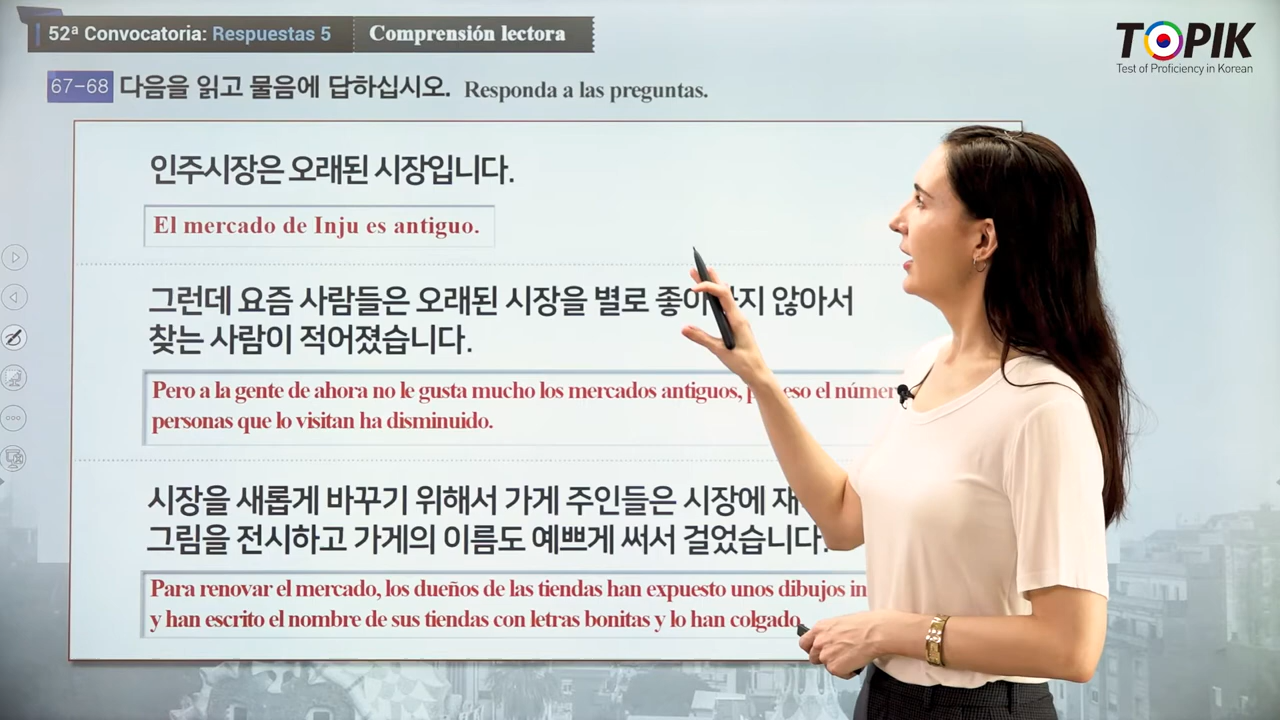 52ª Convocatoria: Respuestas 5
Comprensión lectora
TOPIK
Test of Proficiency in Korean
67-68 다음을 읽고 물음에 답하십시오. Responda a las preguntas.
인주시장은 오래된 시장입니다.
El mercado de Inju es antiguo.
그런데 요즘 사람들은 오래된 시장을 별로 않아서
찾는 사람이 적어졌습니다.
Pero a la gente de ahora no le gusta mucho los mercados antiguos, eso el
personas que lo visitan ha disminuido.
시장을 새롭게 바꾸기 위해서 가게 주인들은 시장에
그림을 전시하고 가게의 이름도 예쁘게 써서 걸었습니다.
Para renovar el mercado, los dueños de las tiendas han expuesto unos dibujos
y han escrito el nombre de sus tiendas con letras bonitas y lo han colgado.